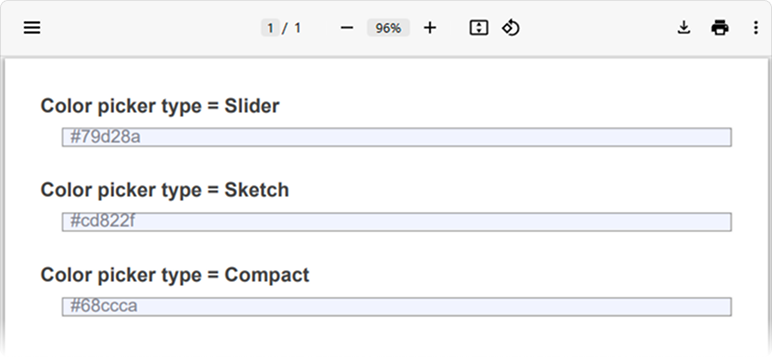 1 / 1 96%
Color picker type = Slider
#79d28a
Color picker type = Sketch
#cd822f
Color picker type = Compact
#68ccca